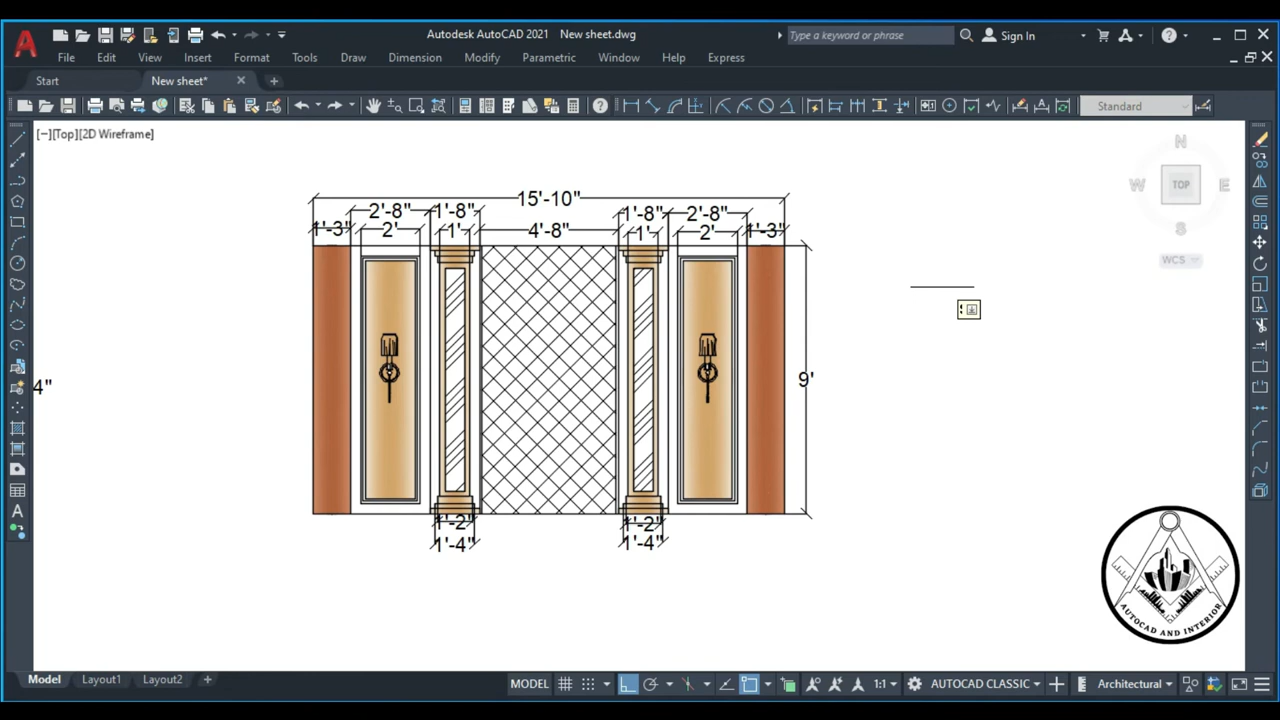 Autodesk AutoCAD 2021 New sheet.dwg
Type a keyword or phrase
Sign In
File Edit View Insert Format Tools Draw Dimension Modify Parametric Window Help Express
Start
New sheet*
Standard
[−][Top][2D Wireframe]
N
W TOP E
S
WCS
15'-10"
2'-8" 1'-8" 1'-8" 2'-8"
1'-3" 2' 1' 4'-8" 1' 2' 1'-3"
9'
4"
1'-2" 1'-2"
1'-4" 1'-4"
AUTOCAD AND INTERIOR
Model Layout1 Layout2
MODEL 1:1 AUTOCAD CLASSIC Architectural